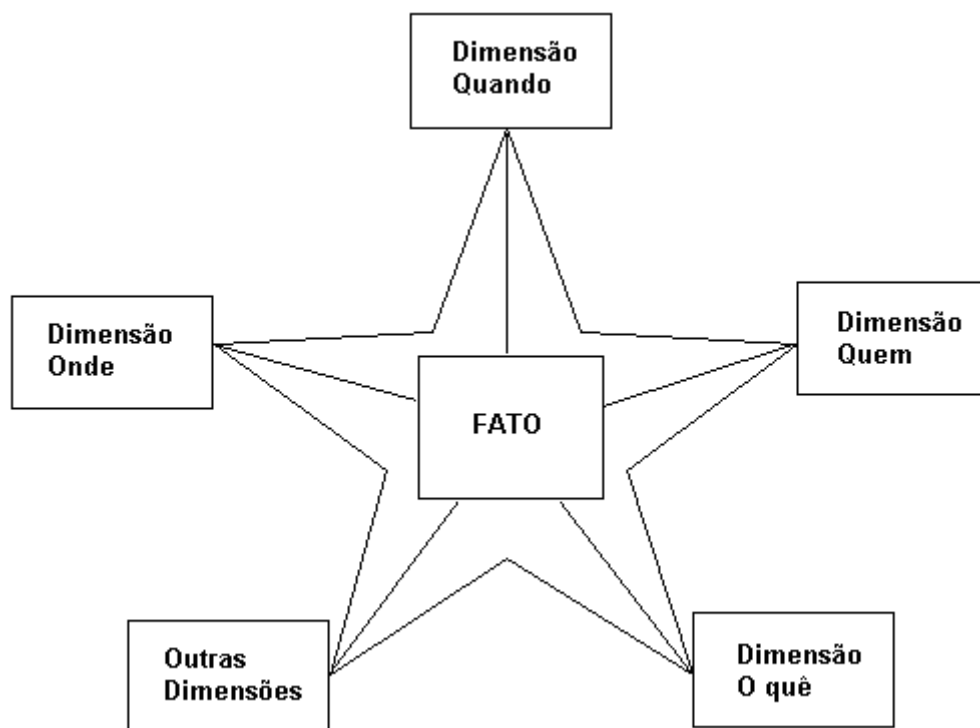 Dimensão
Quando
Dimensão
Onde
Dimensão
Quem
FATO
Outras
Dimensões
Dimensão
O quê